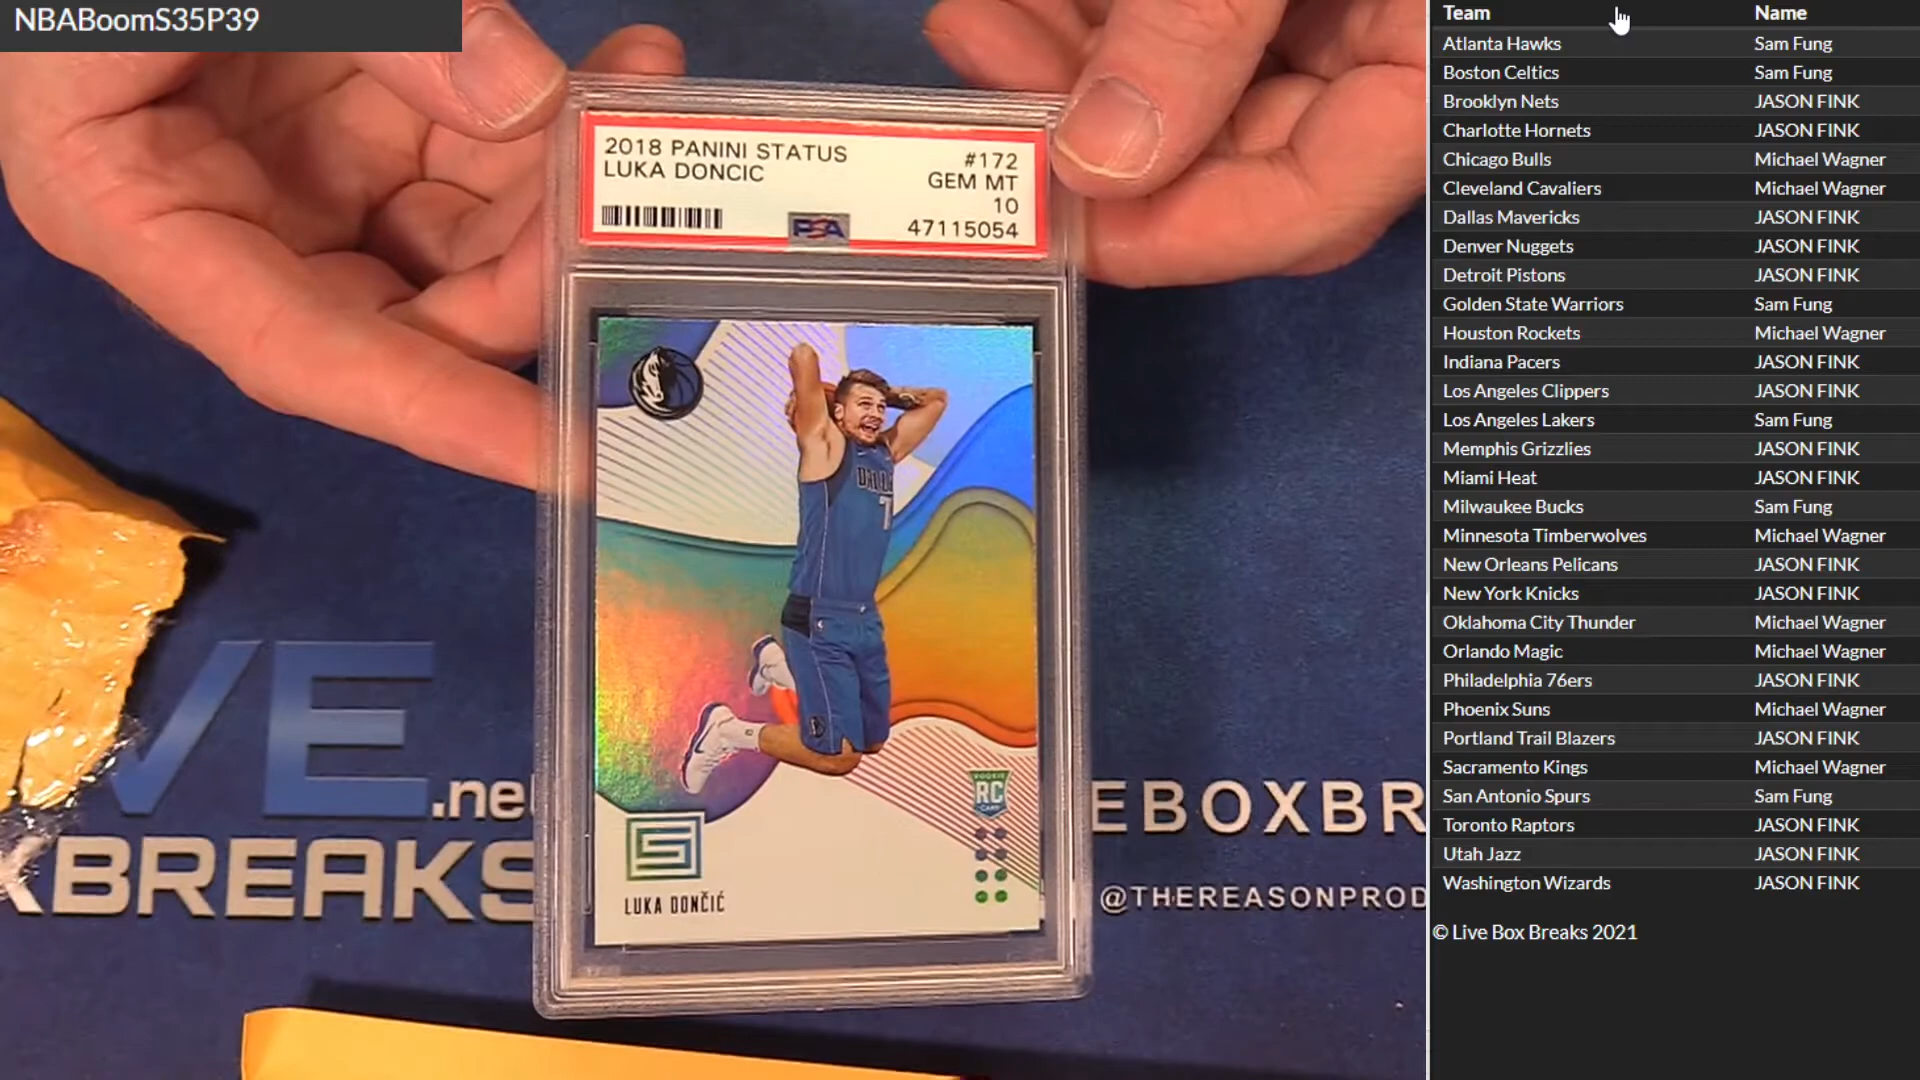 NBABoomS35P39
2018 PANINI STATUS
LUKA DONCIC
#172
GEM MT
10
47115054
PSA
DALLAS
7
ROOKIE
RC
CARD
LUKA DONČIĆ
VE
.ne
XBREAKS
EBOXBR
@THEREASONPROD
Team Name
Atlanta Hawks Sam Fung
Boston Celtics Sam Fung
Brooklyn Nets JASON FINK
Charlotte Hornets JASON FINK
Chicago Bulls Michael Wagner
Cleveland Cavaliers Michael Wagner
Dallas Mavericks JASON FINK
Denver Nuggets JASON FINK
Detroit Pistons JASON FINK
Golden State Warriors Sam Fung
Houston Rockets Michael Wagner
Indiana Pacers JASON FINK
Los Angeles Clippers JASON FINK
Los Angeles Lakers Sam Fung
Memphis Grizzlies JASON FINK
Miami Heat JASON FINK
Milwaukee Bucks Sam Fung
Minnesota Timberwolves Michael Wagner
New Orleans Pelicans JASON FINK
New York Knicks JASON FINK
Oklahoma City Thunder Michael Wagner
Orlando Magic Michael Wagner
Philadelphia 76ers JASON FINK
Phoenix Suns Michael Wagner
Portland Trail Blazers JASON FINK
Sacramento Kings Michael Wagner
San Antonio Spurs Sam Fung
Toronto Raptors JASON FINK
Utah Jazz JASON FINK
Washington Wizards JASON FINK
© Live Box Breaks 2021